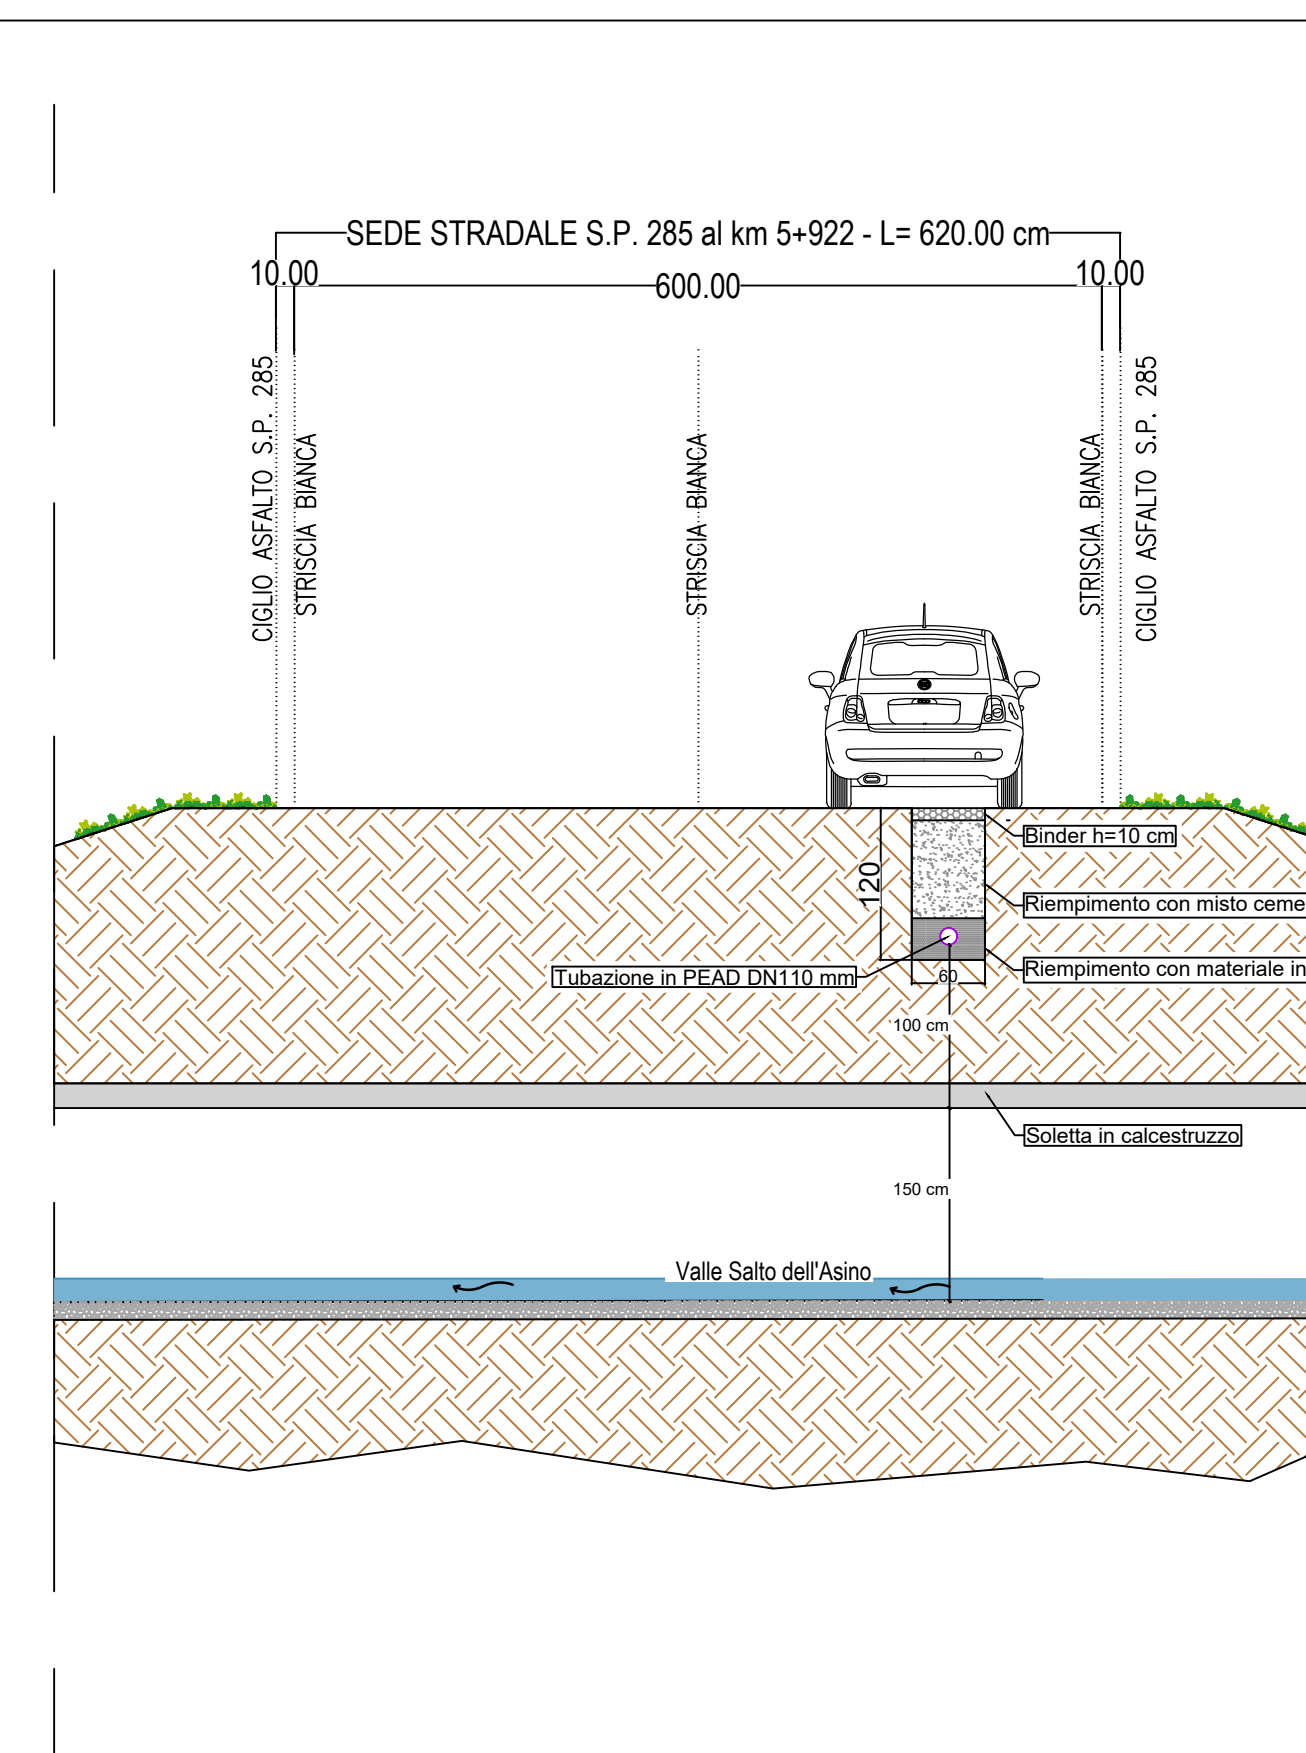 SEDE STRADALE S.P. 285 al km 5+922 - L= 620.00 cm
10.00
600.00
10.00
CIGLIO ASFALTO S.P. 285
STRISCIA BIANCA
STRISCIA BIANCA
STRISCIA BIANCA
CIGLIO ASFALTO S.P. 285
Binder h=10 cm
120
Riempimento con misto ceme
Riempimento con materiale in
Tubazione in PEAD DN110 mm
60
100 cm
Soletta in calcestruzzo
150 cm
Valle Salto dell'Asino